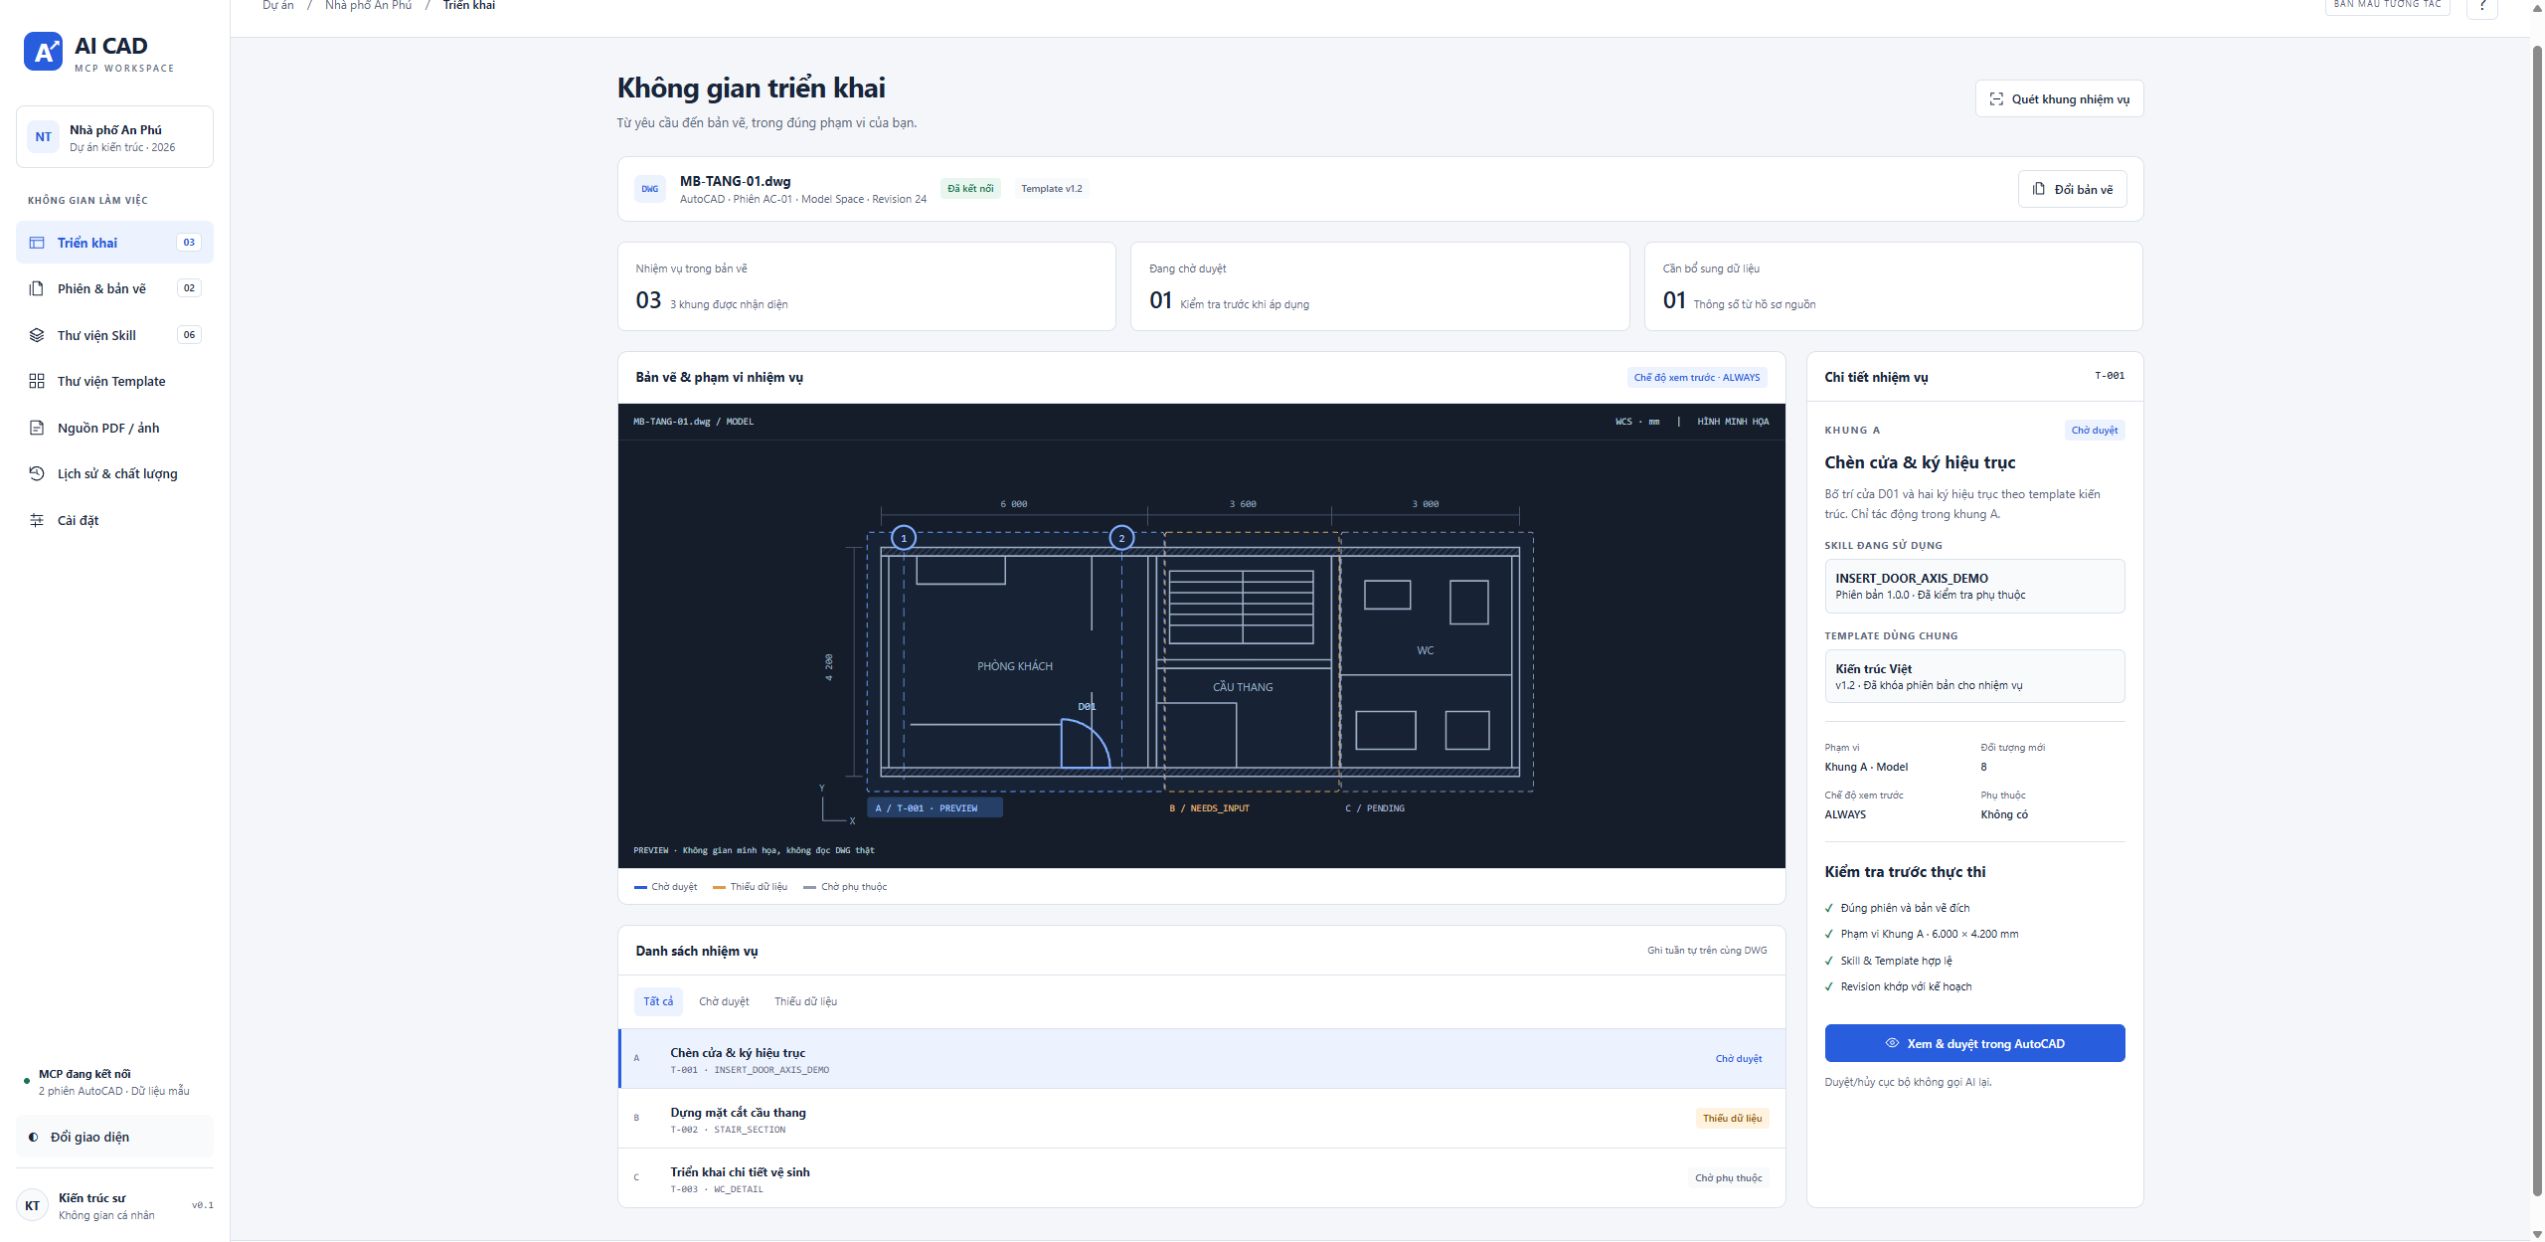 AI CAD
MCP WORKSPACE
NT
Nhà phố An Phú
Dự án kiến trúc · 2026
KHÔNG GIAN LÀM VIỆC
Triển khai 03
Phiên & bản vẽ 02
Thư viện Skill 06
Thư viện Template
Nguồn PDF / ảnh
Lịch sử & chất lượng
Cài đặt
MCP đang kết nối
2 phiên AutoCAD · Dữ liệu mẫu
Đổi giao diện
KT
Kiến trúc sư
Không gian cá nhân
v0.1
Dự án / Nhà phố An Phú / Triển khai
BẢN MẪU TƯƠNG TÁC
?
Không gian triển khai
Từ yêu cầu đến bản vẽ, trong đúng phạm vi của bạn.
Quét khung nhiệm vụ
DWG
MB-TANG-01.dwg
AutoCAD · Phiên AC-01 · Model Space · Revision 24
Đã kết nối
Template v1.2
Đổi bản vẽ
Nhiệm vụ trong bản vẽ
03 3 khung được nhận diện
Đang chờ duyệt
01 Kiểm tra trước khi áp dụng
Cần bổ sung dữ liệu
01 Thông số từ hồ sơ nguồn
Bản vẽ & phạm vi nhiệm vụ
Chế độ xem trước · ALWAYS
MB-TANG-01.dwg / MODEL
WCS · mm | HÌNH MINH HỌA
6 000
3 600
3 000
1
2
4 200
PHÒNG KHÁCH
WC
CẦU THANG
D01
Y
X
A / T-001 · PREVIEW
B / NEEDS_INPUT
C / PENDING
PREVIEW · Không gian minh họa, không đọc DWG thật
Chờ duyệt
Thiếu dữ liệu
Chờ phụ thuộc
Danh sách nhiệm vụ
Ghi tuần tự trên cùng DWG
Tất cả
Chờ duyệt
Thiếu dữ liệu
A
Chèn cửa & ký hiệu trục
T-001 · INSERT_DOOR_AXIS_DEMO
Chờ duyệt
B
Dựng mặt cắt cầu thang
T-002 · STAIR_SECTION
Thiếu dữ liệu
C
Triển khai chi tiết vệ sinh
T-003 · WC_DETAIL
Chờ phụ thuộc
Chi tiết nhiệm vụ
T-001
KHUNG A
Chờ duyệt
Chèn cửa & ký hiệu trục
Bố trí cửa D01 và hai ký hiệu trục theo template kiến
trúc. Chỉ tác động trong khung A.
SKILL ĐANG SỬ DỤNG
INSERT_DOOR_AXIS_DEMO
Phiên bản 1.0.0 · Đã kiểm tra phụ thuộc
TEMPLATE DÙNG CHUNG
Kiến trúc Việt
v1.2 · Đã khóa phiên bản cho nhiệm vụ
Phạm vi
Khung A · Model
Đối tượng mới
8
Chế độ xem trước
ALWAYS
Phụ thuộc
Không có
Kiểm tra trước thực thi
✓ Đúng phiên và bản vẽ đích
✓ Phạm vi Khung A · 6.000 × 4.200 mm
✓ Skill & Template hợp lệ
✓ Revision khớp với kế hoạch
Xem & duyệt trong AutoCAD
Duyệt/hủy cục bộ không gọi AI lại.